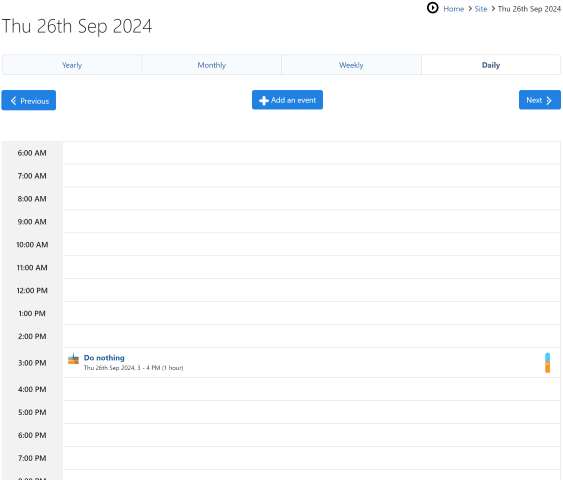 Home > Site > Thu 26th Sep 2024
Thu 26th Sep 2024
Yearly Monthly Weekly Daily
Previous Add an event Next
6:00 AM
7:00 AM
8:00 AM
9:00 AM
10:00 AM
11:00 AM
12:00 PM
1:00 PM
2:00 PM
3:00 PM Do nothing
Thu 26th Sep 2024, 3 - 4 PM (1 hour)
4:00 PM
5:00 PM
6:00 PM
7:00 PM